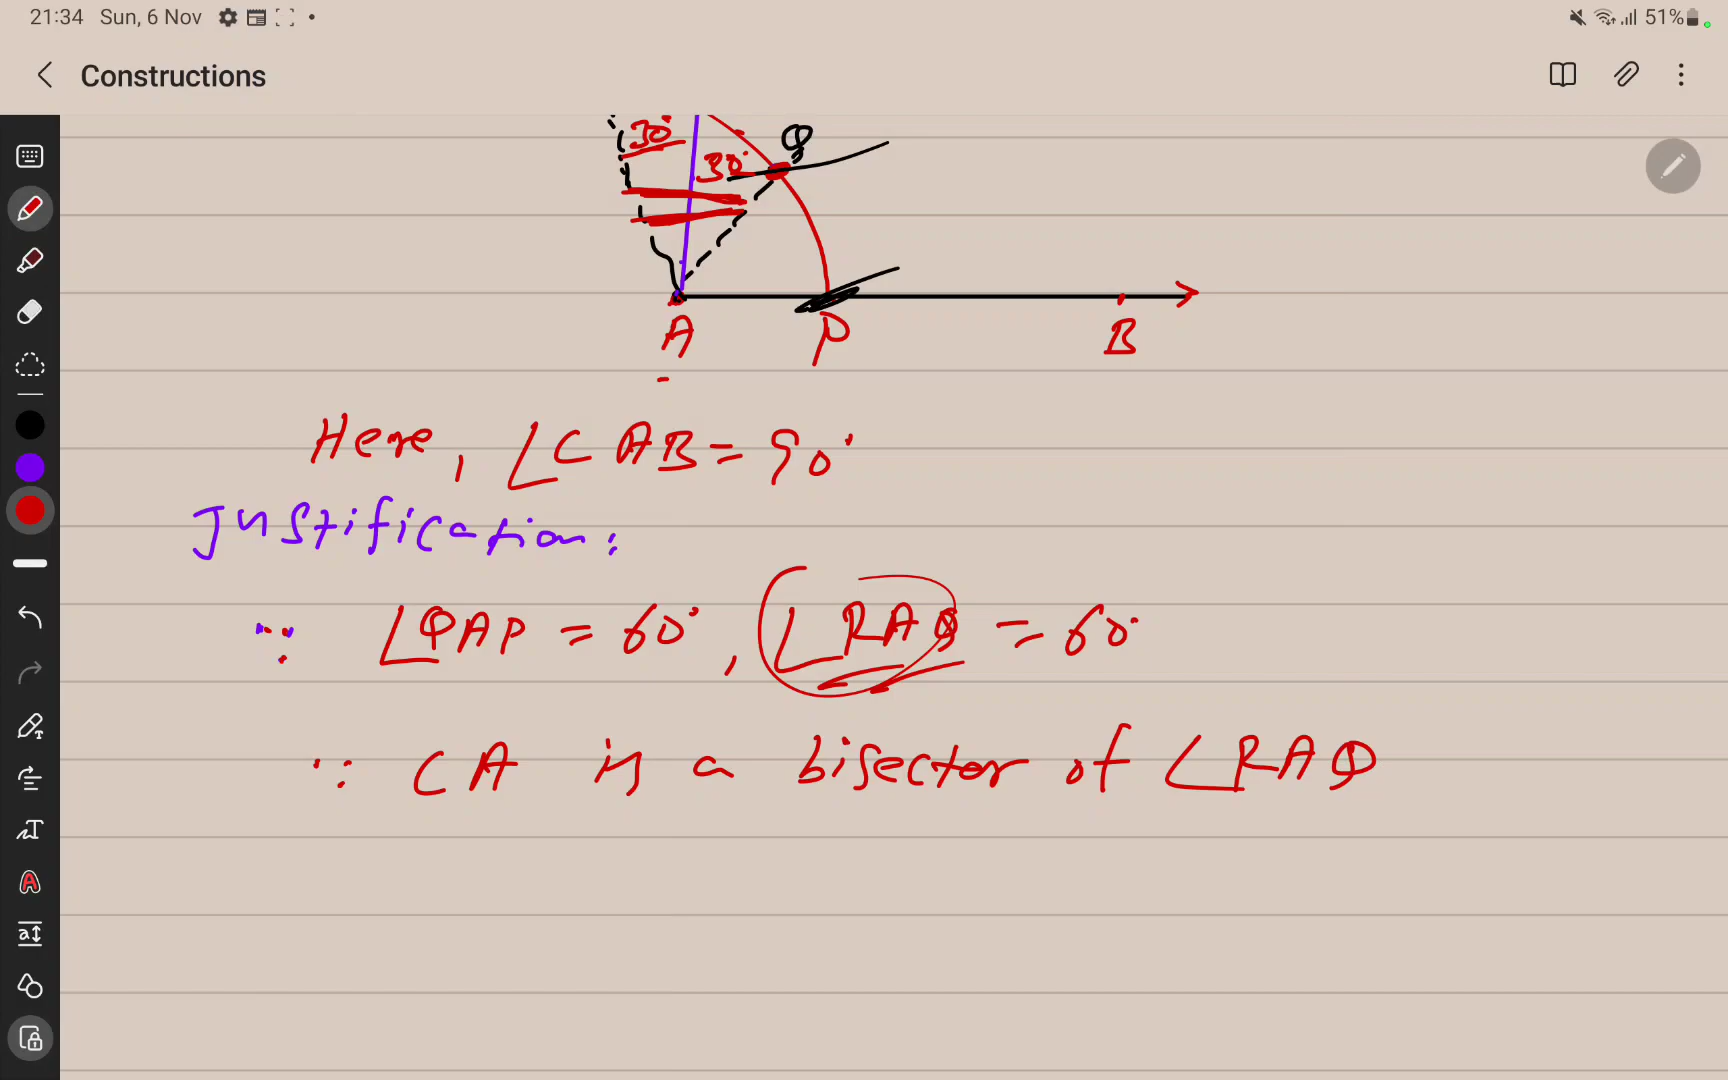 21:34 Sun, 6 Nov 51%
Constructions
30° Q
30°
A P B
Here, ∠CAB = 90°
Justification:
∵ ∠QAP = 60°, ∠RAQ = 60°
∵ CA is a bisector of ∠RAQ